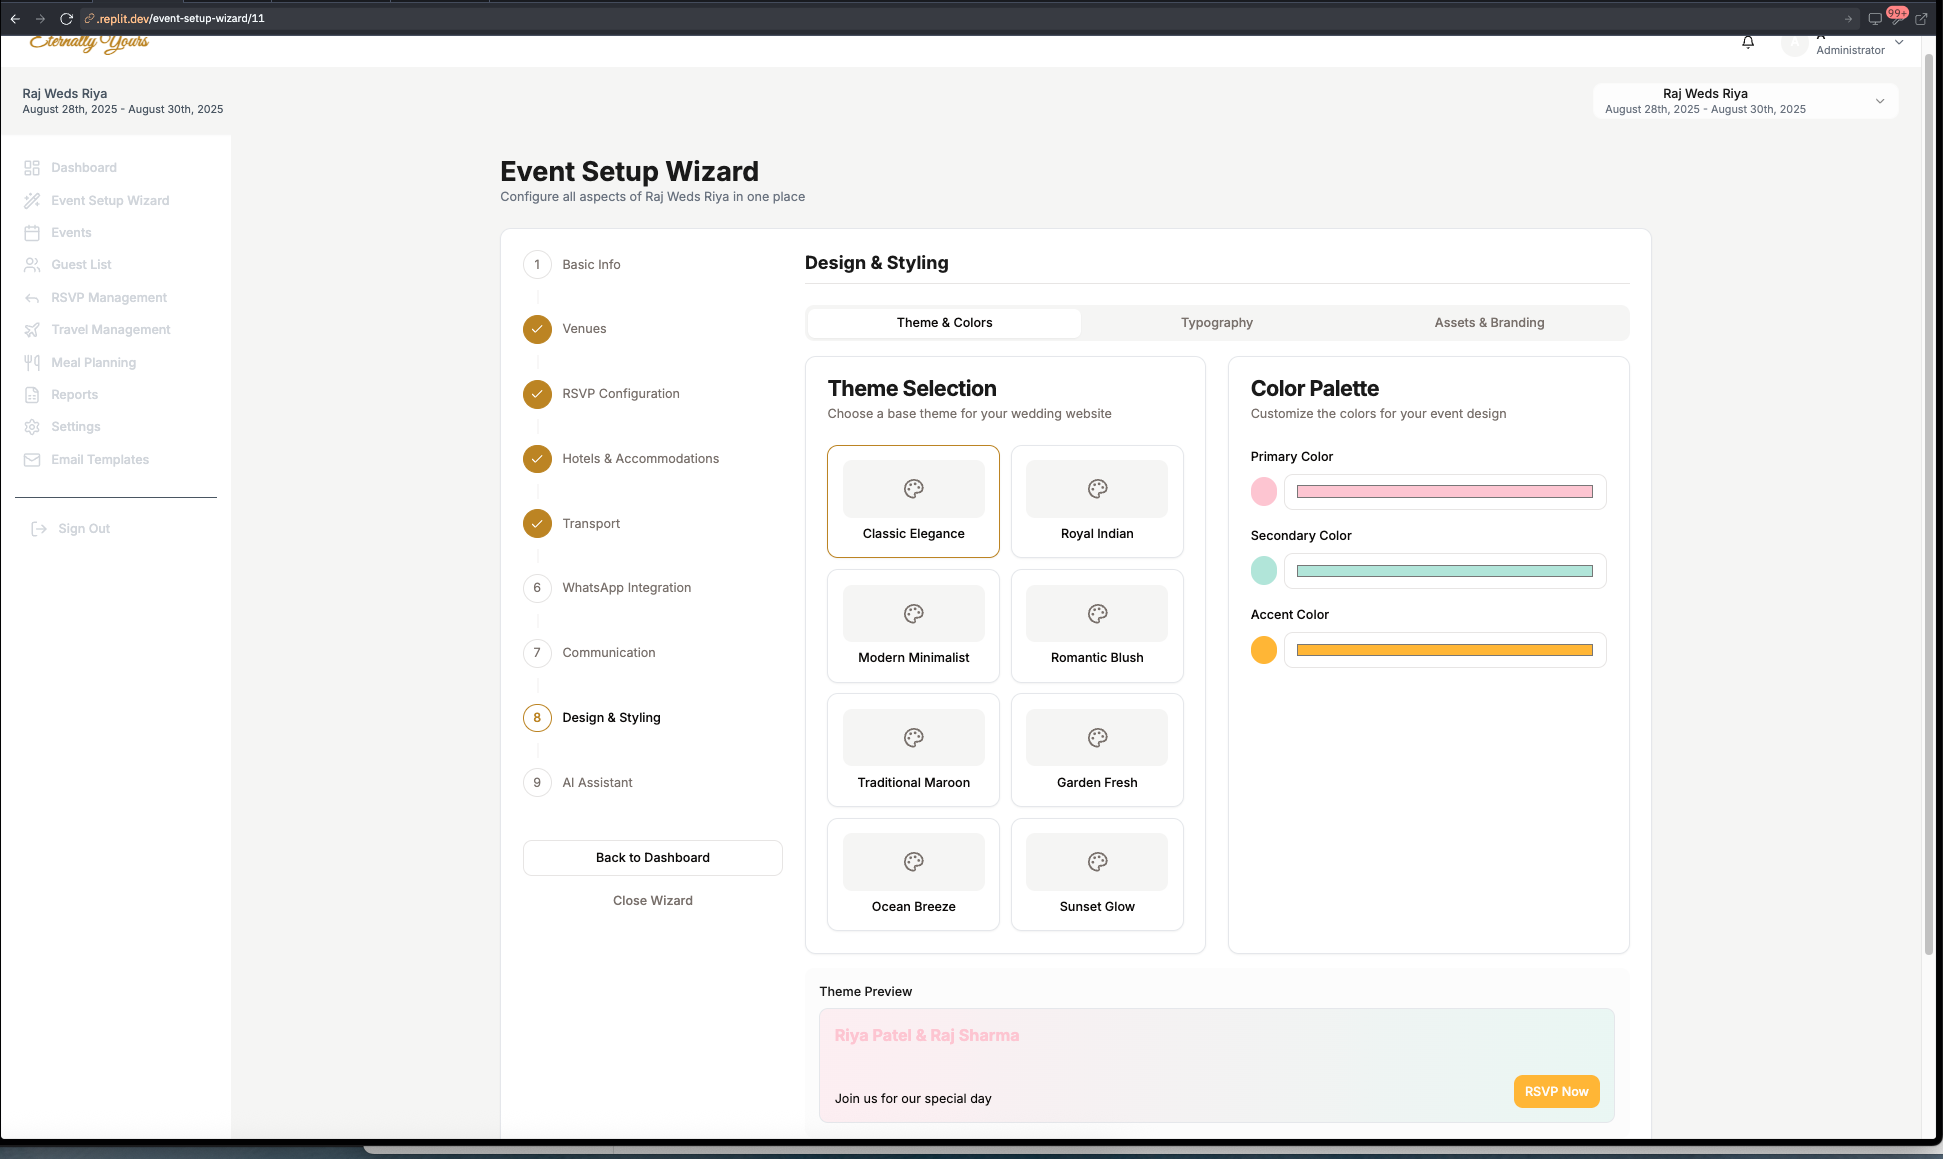 .replit.dev/event-setup-wizard/11
99+
Eternally Yours
Administrator
Raj Weds Riya
August 28th, 2025 - August 30th, 2025
Raj Weds Riya
August 28th, 2025 - August 30th, 2025
Dashboard
Event Setup Wizard
Events
Guest List
RSVP Management
Travel Management
Meal Planning
Reports
Settings
Email Templates
Sign Out
Event Setup Wizard
Configure all aspects of Raj Weds Riya in one place
1 Basic Info
Venues
RSVP Configuration
Hotels & Accommodations
Transport
6 WhatsApp Integration
7 Communication
8 Design & Styling
9 AI Assistant
Back to Dashboard
Close Wizard
Design & Styling
Theme & Colors
Typography
Assets & Branding
Theme Selection
Choose a base theme for your wedding website
Classic Elegance
Royal Indian
Modern Minimalist
Romantic Blush
Traditional Maroon
Garden Fresh
Ocean Breeze
Sunset Glow
Color Palette
Customize the colors for your event design
Primary Color
Secondary Color
Accent Color
Theme Preview
Riya Patel & Raj Sharma
Join us for our special day
RSVP Now